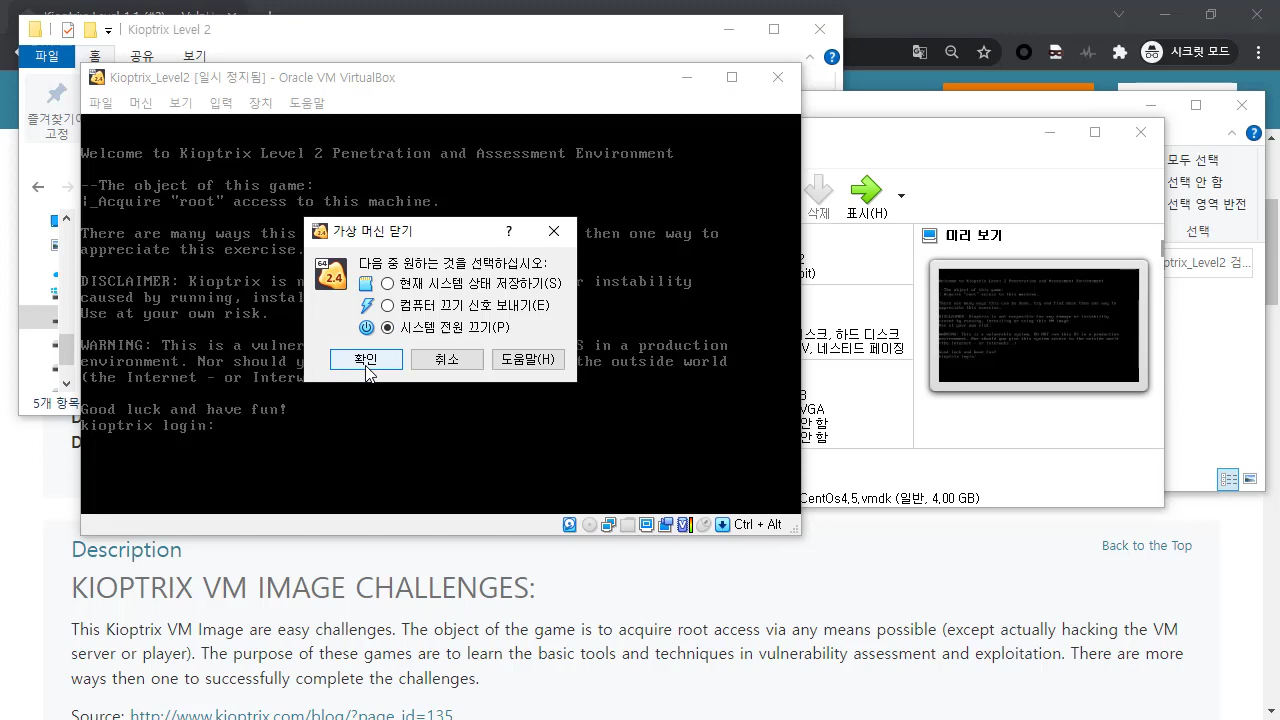 Kioptrix Level 2
파일 홈 공유 보기
시크릿 모드
즐겨찾기
고정
Kioptrix_Level2 [일시 정지됨] - Oracle VM VirtualBox
파일 머신 보기 입력 장치 도움말
Welcome to Kioptrix Level 2 Penetration and Assessment Environment
--The object of this game:
|_Acquire "root" access to this machine.
There are many ways this
then one way to
appreciate this exercise.
DISCLAIMER: Kioptrix is n
r instability
caused by running, instal
Use at your own risk.
WARNING: This is a vulner
S in a production
environment. Nor
the outside world
(the Internet - or Interw
Good luck and have fun!
kioptrix login:
가상 머신 닫기
다음 중 원하는 것을 선택하십시오:
현재 시스템 상태 저장하기(S)
컴퓨터 종료 신호 보내기(N)
시스템 전원 끄기(P)
확인 취소 도움말(H)
Ctrl + Alt
5개 항목
삭제 표시(H)
미리 보기
모두 선택
선택 안 함
선택 영역 반전
선택
ptrix_Level2 검...
2
bit)
스크, 하드 디스크
V, 네스티드 페이징
B
VGA
안 함
안 함
CentOs4.5.vmdk (일반, 4,00 GB)
Description
Back to the Top
KIOPTRIX VM IMAGE CHALLENGES:
This Kioptrix VM Image are easy challenges. The object of the game is to acquire root access via any means possible (except actually hacking the VM
server or player). The purpose of these games are to learn the basic tools and techniques in vulnerability assessment and exploitation. There are more
ways then one to successfully complete the challenges.
Source: http://www.kioptrix.com/blog/?page_id=135